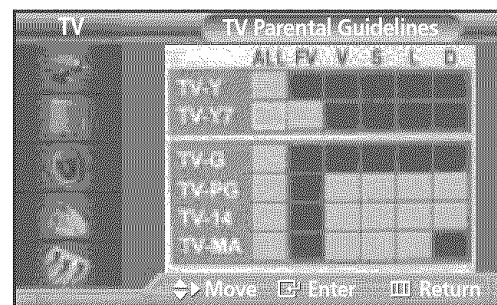 TV
TV Parental Guidelines
ALL FV V S L D
TV-Y
TV-Y7
TV-G
TV-PG
TV-14
TV-MA
Move Enter Return